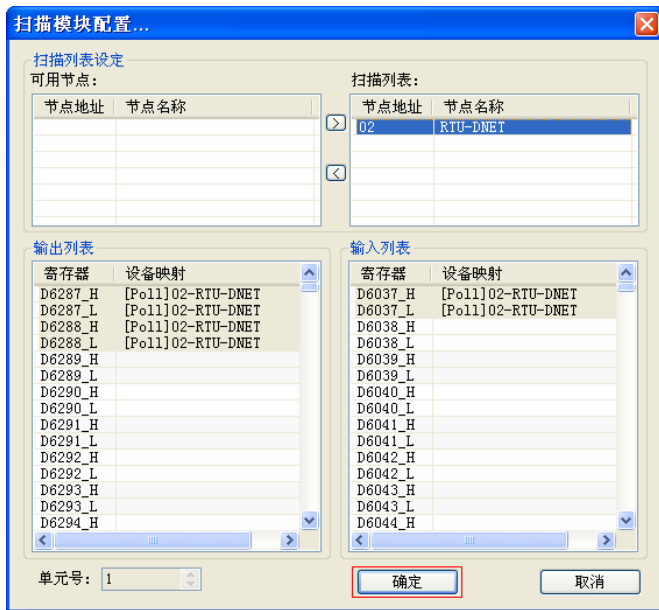 扫描模块配置...
扫描列表设定
可用节点：
节点地址 节点名称
扫描列表：
节点地址 节点名称
02 RTU-DNET
输出列表
寄存器 设备映射
D6287_H [Poll]02-RTU-DNET
D6287_L [Poll]02-RTU-DNET
D6288_H [Poll]02-RTU-DNET
D6288_L [Poll]02-RTU-DNET
D6289_H
D6289_L
D6290_H
D6290_L
D6291_H
D6291_L
D6292_H
D6292_L
D6293_H
D6293_L
D6294_H
输入列表
寄存器 设备映射
D6037_H [Poll]02-RTU-DNET
D6037_L [Poll]02-RTU-DNET
D6038_H
D6038_L
D6039_H
D6039_L
D6040_H
D6040_L
D6041_H
D6041_L
D6042_H
D6042_L
D6043_H
D6043_L
D6044_H
单元号： 1
确定
取消